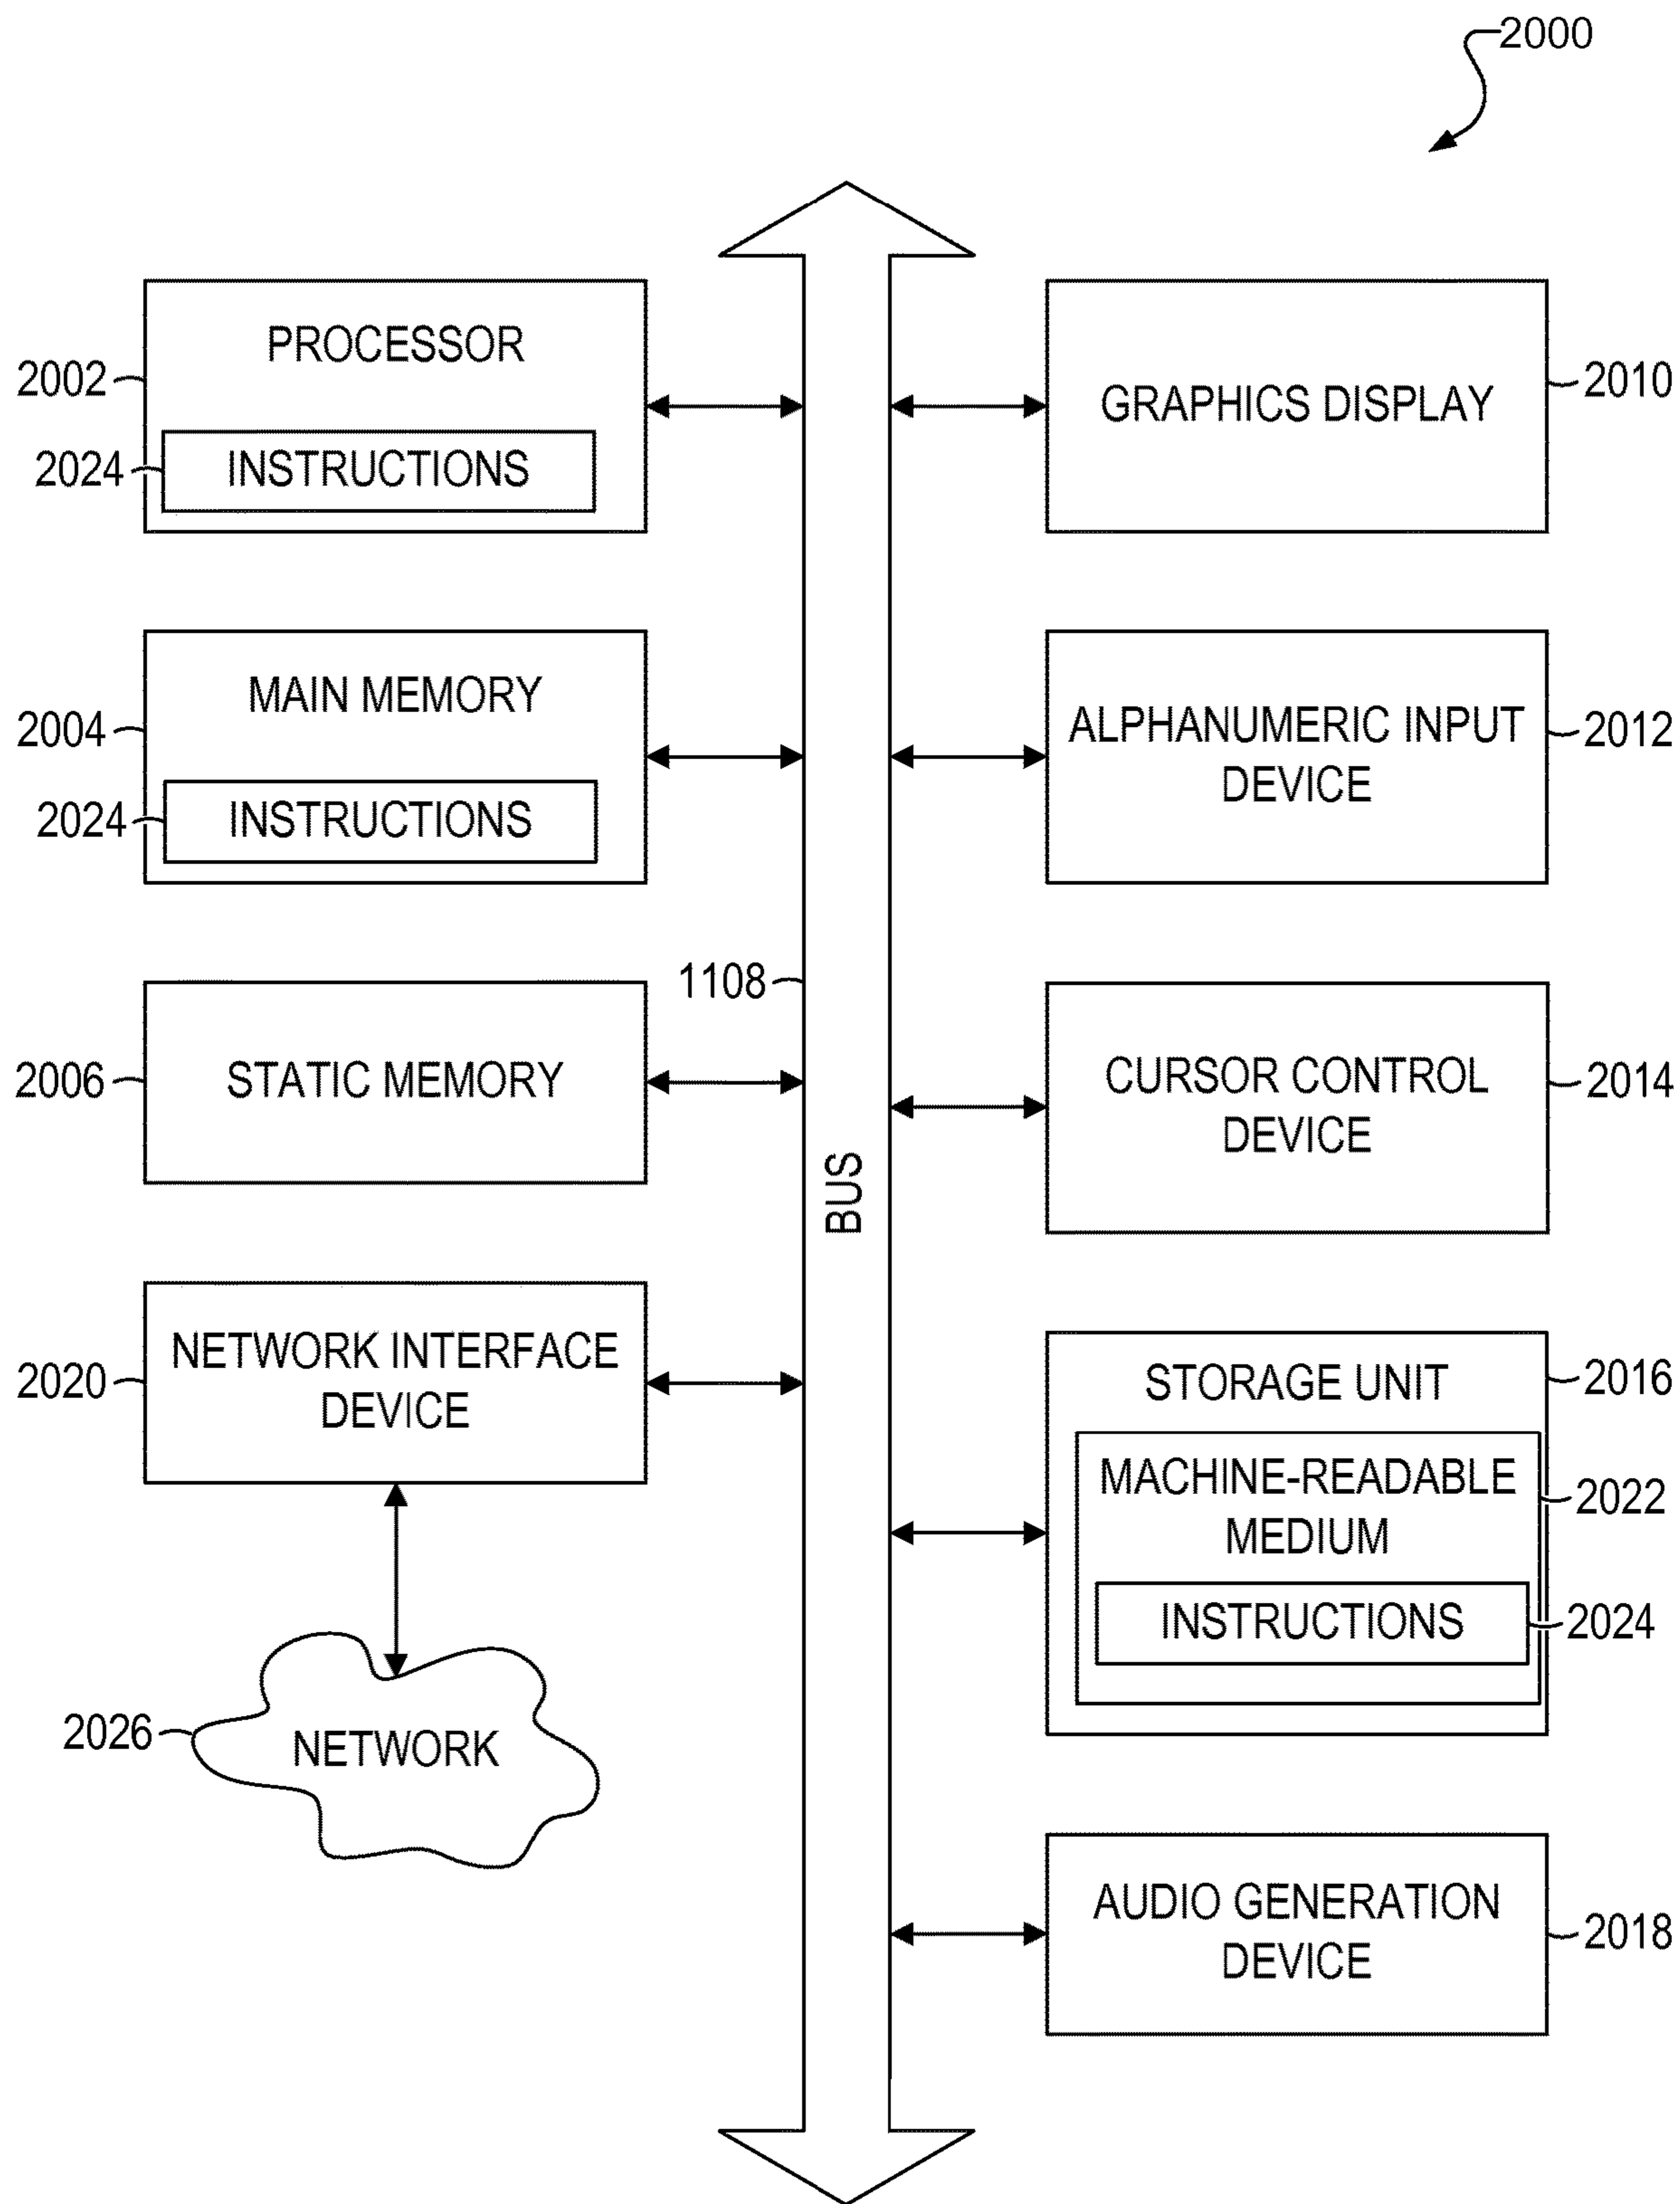 2000
PROCESSOR
2002
2024
INSTRUCTIONS
MAIN MEMORY
2004
2024
INSTRUCTIONS
1108
STATIC MEMORY
2006
BUS
NETWORK INTERFACE
DEVICE
2020
2026
NETWORK
GRAPHICS DISPLAY
2010
ALPHANUMERIC INPUT
DEVICE
2012
CURSOR CONTROL
DEVICE
2014
STORAGE UNIT
2016
MACHINE-READABLE
MEDIUM
2022
INSTRUCTIONS
2024
AUDIO GENERATION
DEVICE
2018